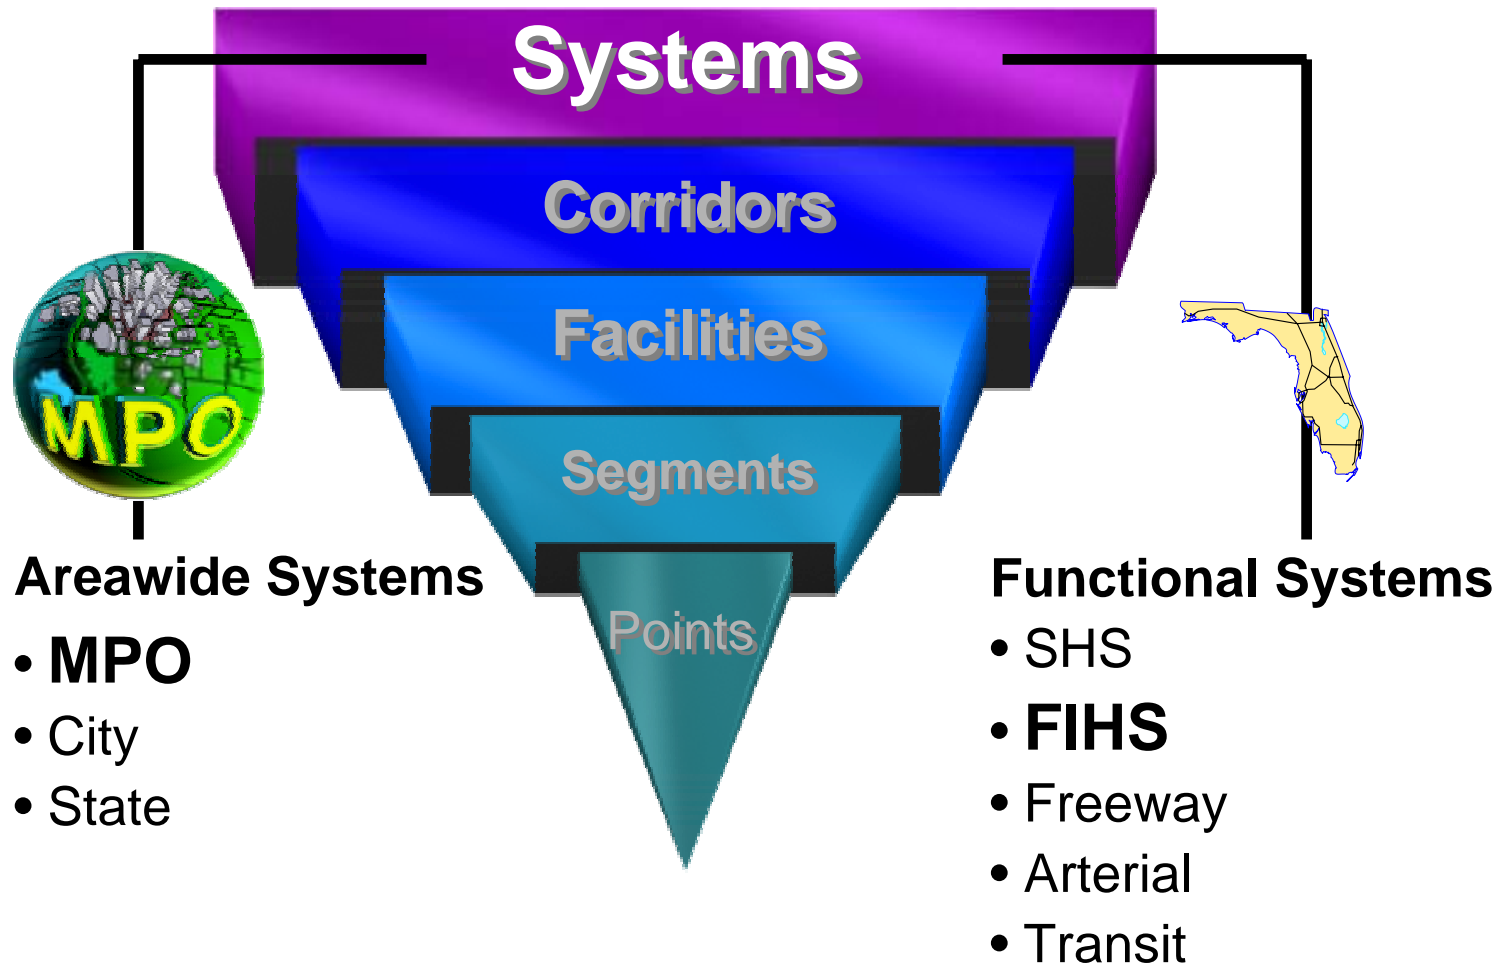 Systems
Corridors
Facilities
Segments
Points
MPO
Areawide Systems
• MPO
• City
• State
Functional Systems
• SHS
• FIHS
• Freeway
• Arterial
• Transit